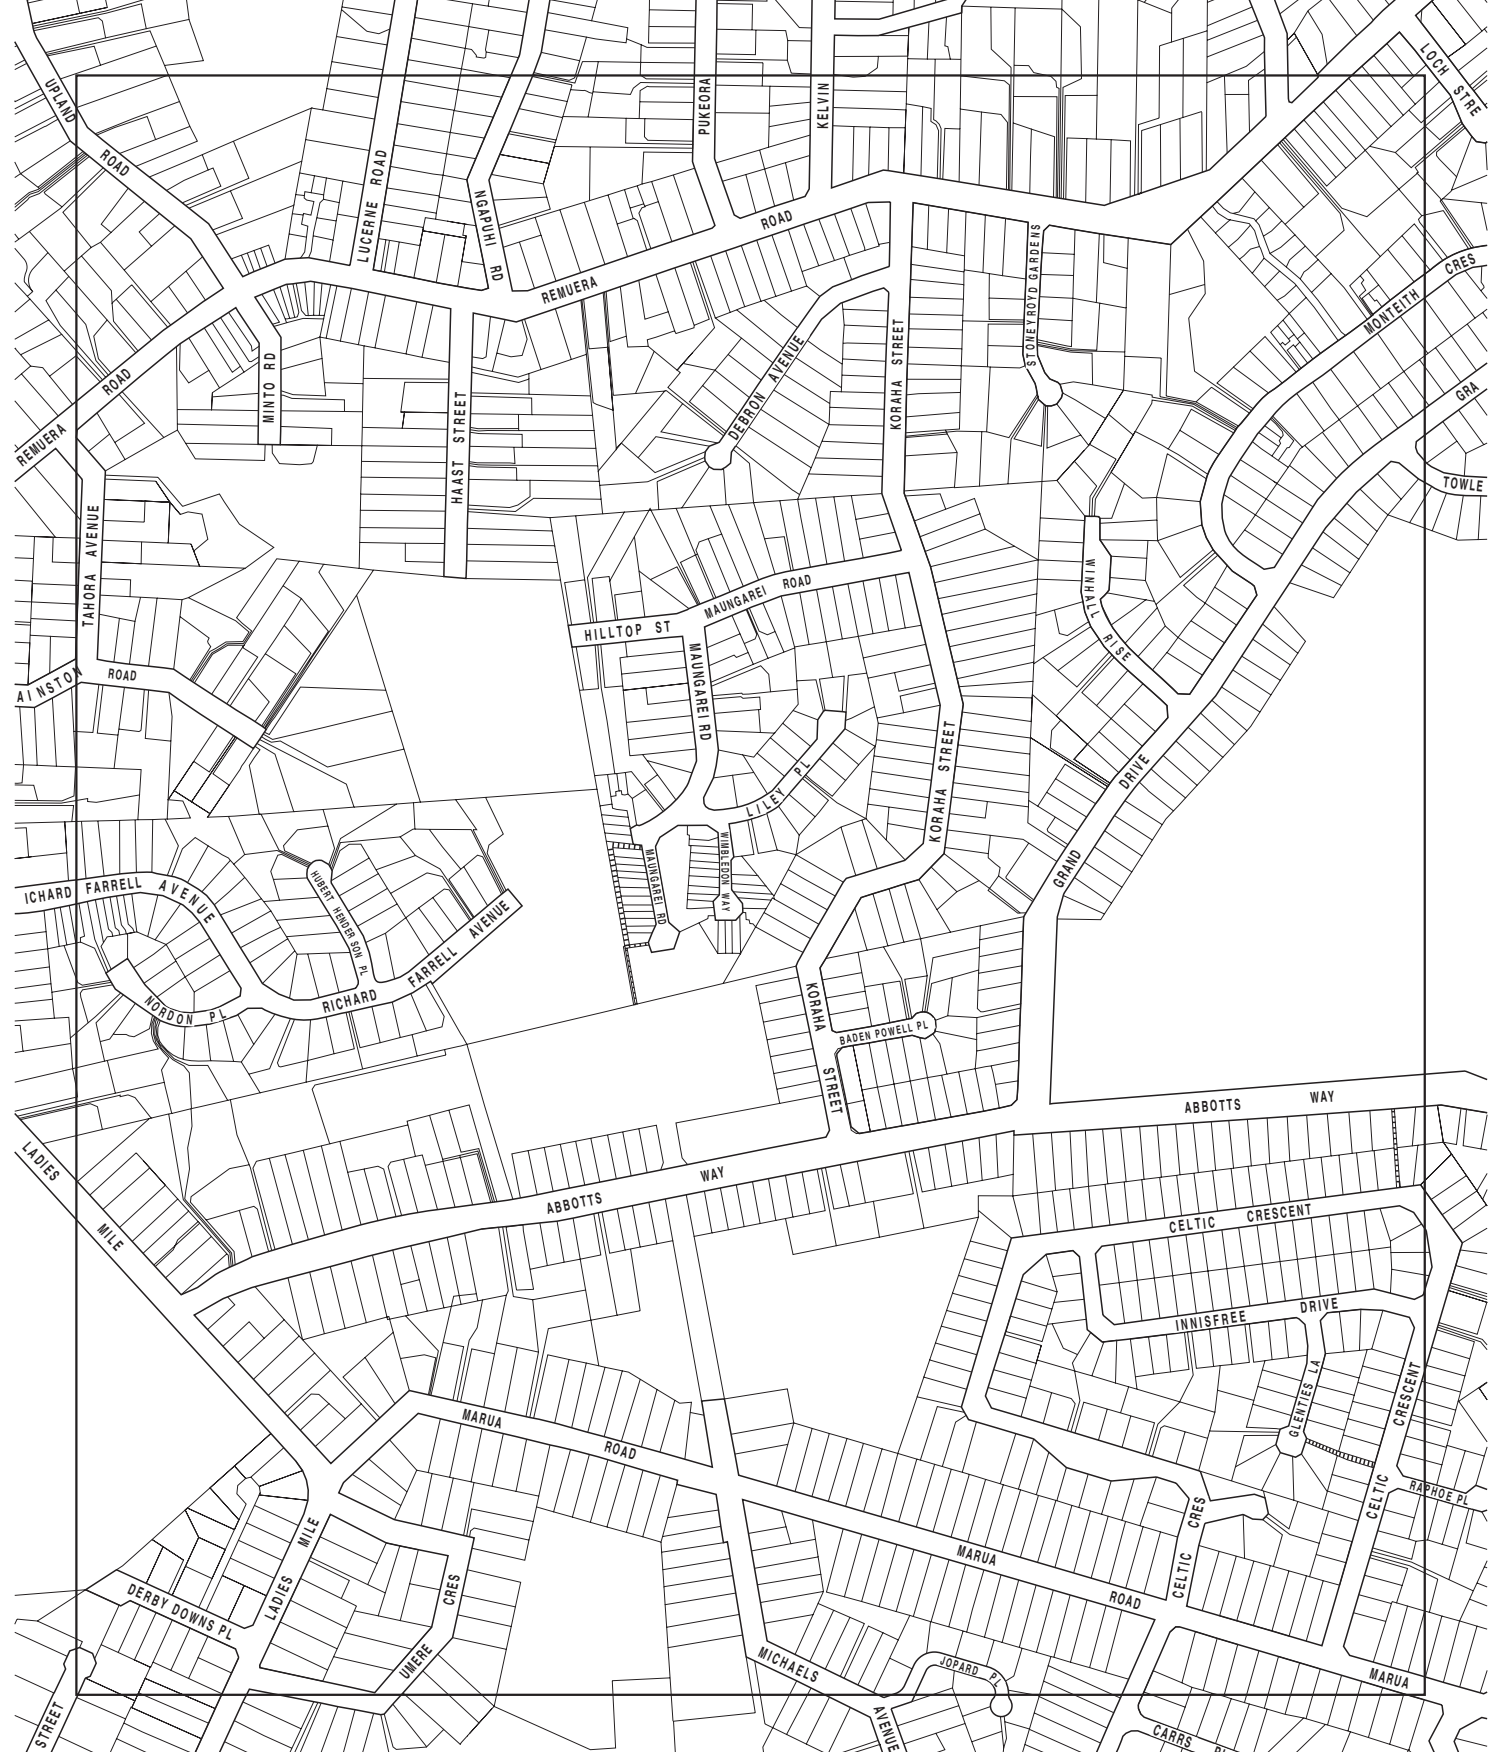 LOCH STRE
UPLAND ROAD
PUKEORA
KELVIN
LUCERNE ROAD
NGAPUHI RD
ROAD
REMUERA
STONEYROYD GARDENS
CRES
MONTEITH
KORAHA STREET
DEBRON AVENUE
MINTO RD
ROAD
REMUERA
HAAST STREET
GRA
TOWLE
TAHORA AVENUE
WINHALL RISE
MAUNGAREI ROAD
HILLTOP ST
AINSTON ROAD
MAUNGAREI RD
KORAHA STREET
LILEY PL
GRAND DRIVE
WIMBLEDON WAY
MAUNGAREI RD
ICHARD FARRELL AVENUE
HUBERT HENDERSON PL
RICHARD FARRELL AVENUE
NORDON PL
KORAHA STREET
BADEN POWELL PL
ABBOTTS WAY
LADIES MILE
ABBOTTS WAY
CELTIC CRESCENT
INNISFREE DRIVE
GLENTIES LA
CELTIC CRESCENT
MARUA ROAD
RAPHOE PL
CELTIC CRES
LADIES MILE
MARUA ROAD
DERBY DOWNS PL
UMERE CRES
MICHAELS AVENUE
JOPARD PL
MARUA
STREET
CARRS